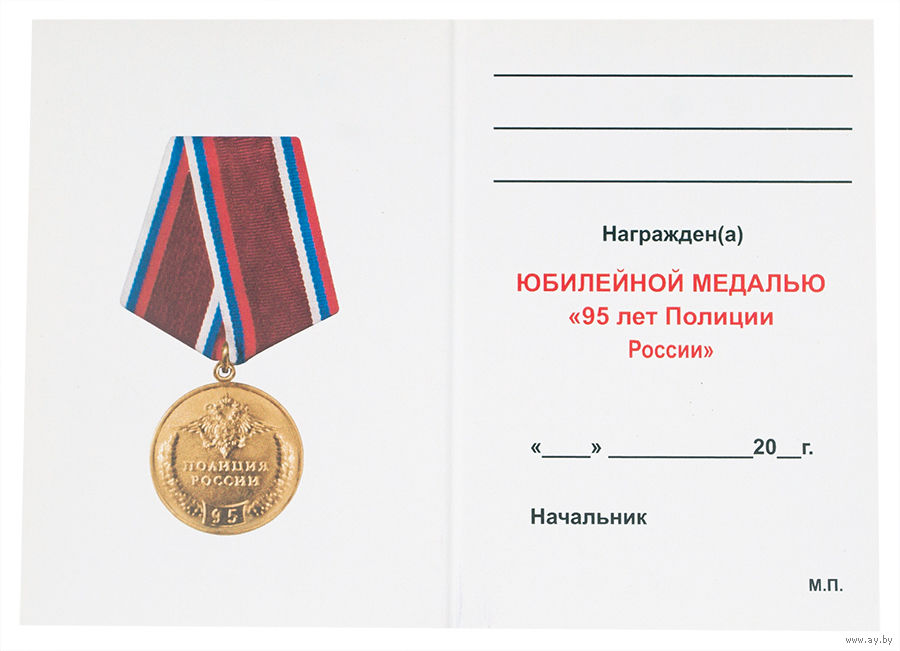 ПОЛИЦИЯ
РОССИИ
95
Награжден(а)
ЮБИЛЕЙНОЙ МЕДАЛЬЮ
«95 лет Полиции
России»
«____» ____________20__г.
Начальник
М.П.
www.ay.by